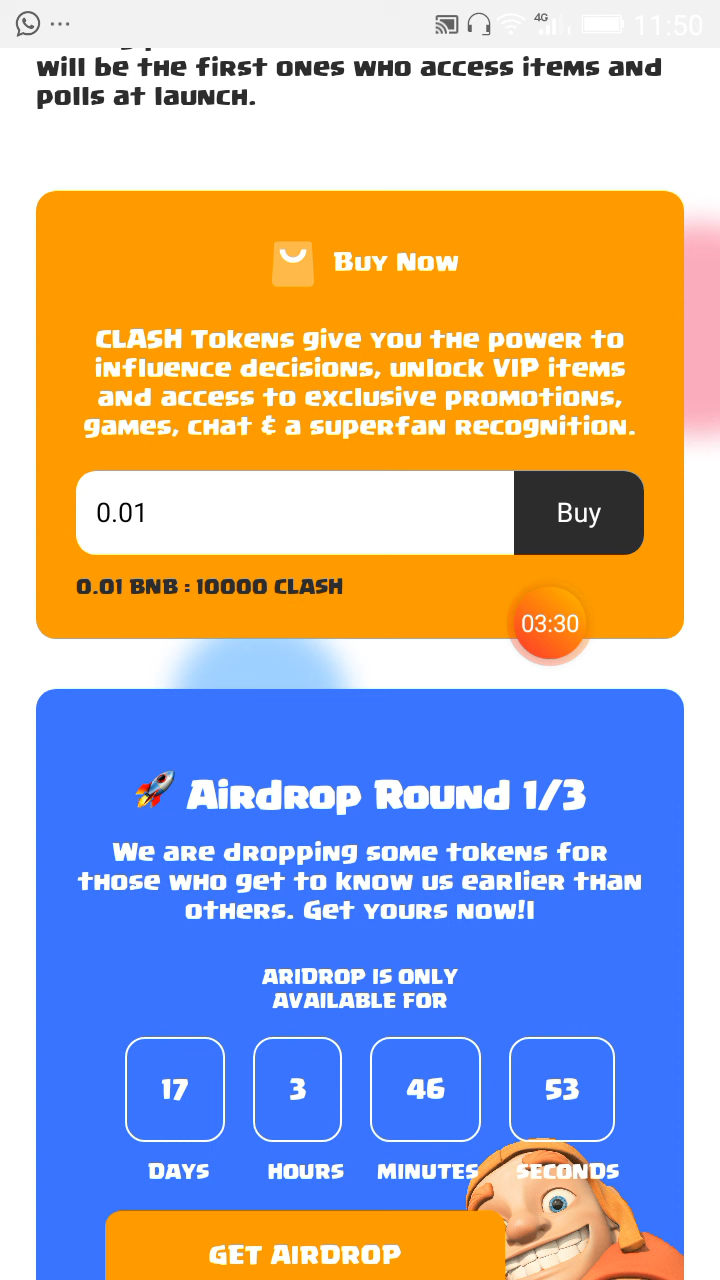 4G 11:50
will be the first ones who access items and
polls at launch.
Buy Now
CLASH Tokens give you the power to
influence decisions, unlock VIP items
and access to exclusive promotions,
games, chat & a superfan recognition.
0.01 Buy
0.01 BNB : 10000 CLASH
03:30
🚀 Airdrop Round 1/3
We are dropping some tokens for
those who get to know us earlier than
others. Get yours now!!
ARIDROP IS ONLY
AVAILABLE FOR
17 3 46 53
DAYS HOURS MINUTES SECONDS
GET AIRDROP